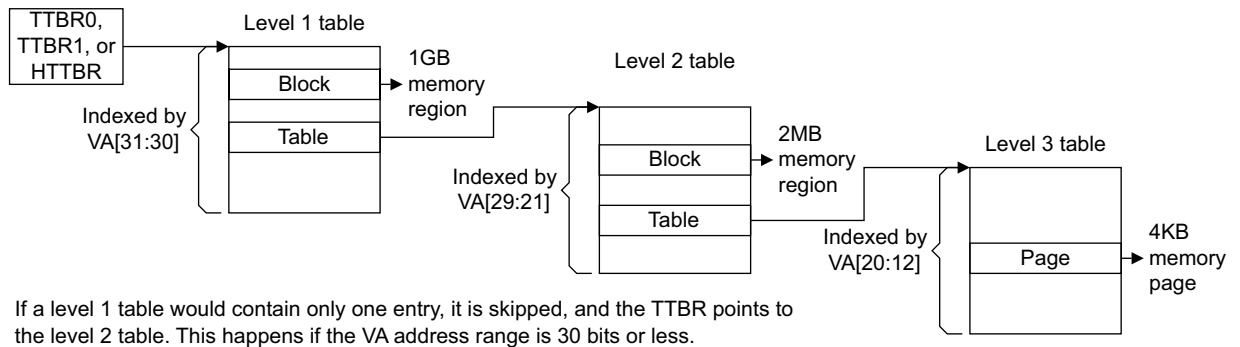 TTBR0,
TTBR1, or
HTTBR
Level 1 table
Block
1GB
memory
region
Indexed by
VA[31:30]
Table
Level 2 table
Block
2MB
memory
region
Indexed by
VA[29:21]
Table
Level 3 table
Indexed by
VA[20:12]
Page
4KB
memory
page
If a level 1 table would contain only one entry, it is skipped, and the TTBR points to
the level 2 table. This happens if the VA address range is 30 bits or less.